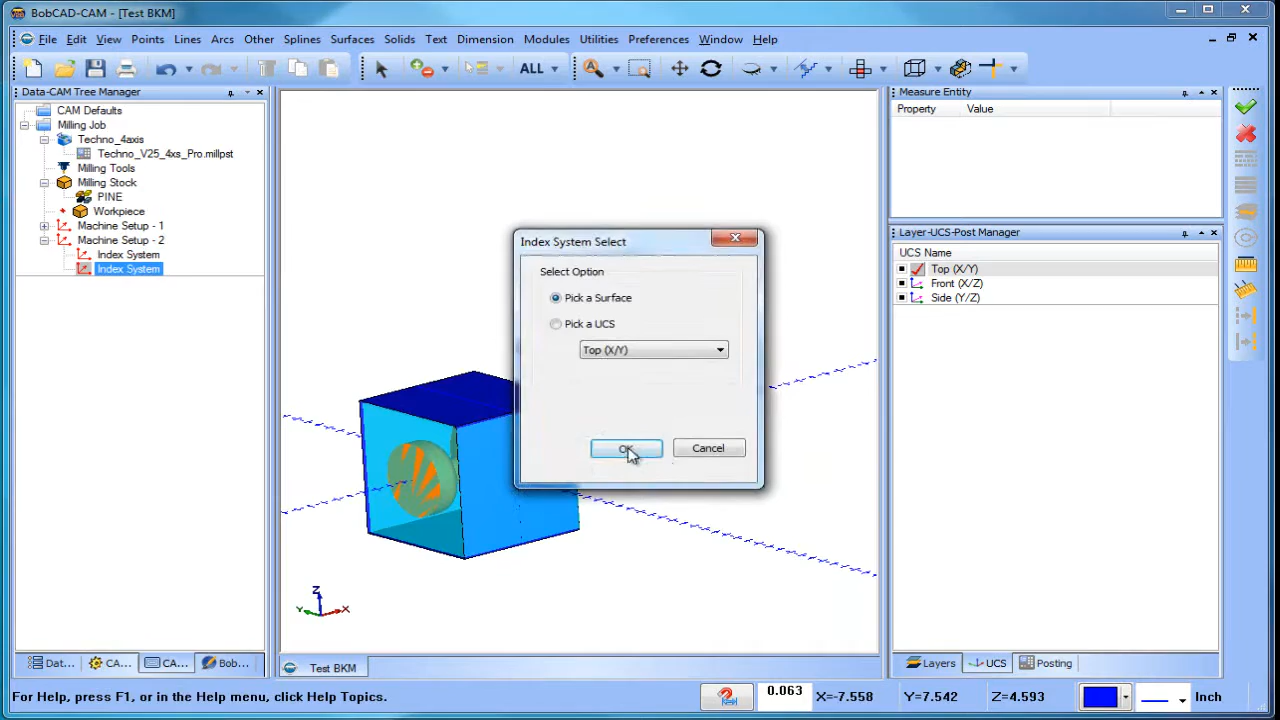 BobCAD-CAM - [Test BKM]
File Edit View Points Lines Arcs Other Splines Surfaces Solids Text Dimension Modules Utilities Preferences Window Help
ALL
Data-CAM Tree Manager
CAM Defaults
Milling Job
Techno_4axis
Techno_V25_4xs_Pro.millpst
Milling Tools
Milling Stock
PINE
Workpiece
Machine Setup - 1
Machine Setup - 2
Index System
Index System
Dat... CA... CA... Bob...
Z
Y
X
Test BKM
Index System Select
Select Option
Pick a Surface
Pick a UCS
Top (X/Y)
OK Cancel
Measure Entity
Property Value
Layer-UCS-Post Manager
UCS Name
Top (X/Y)
Front (X/Z)
Side (Y/Z)
Layers UCS Posting
For Help, press F1, or in the Help menu, click Help Topics. 0.063 X=-7.558 Y=7.542 Z=4.593 Inch